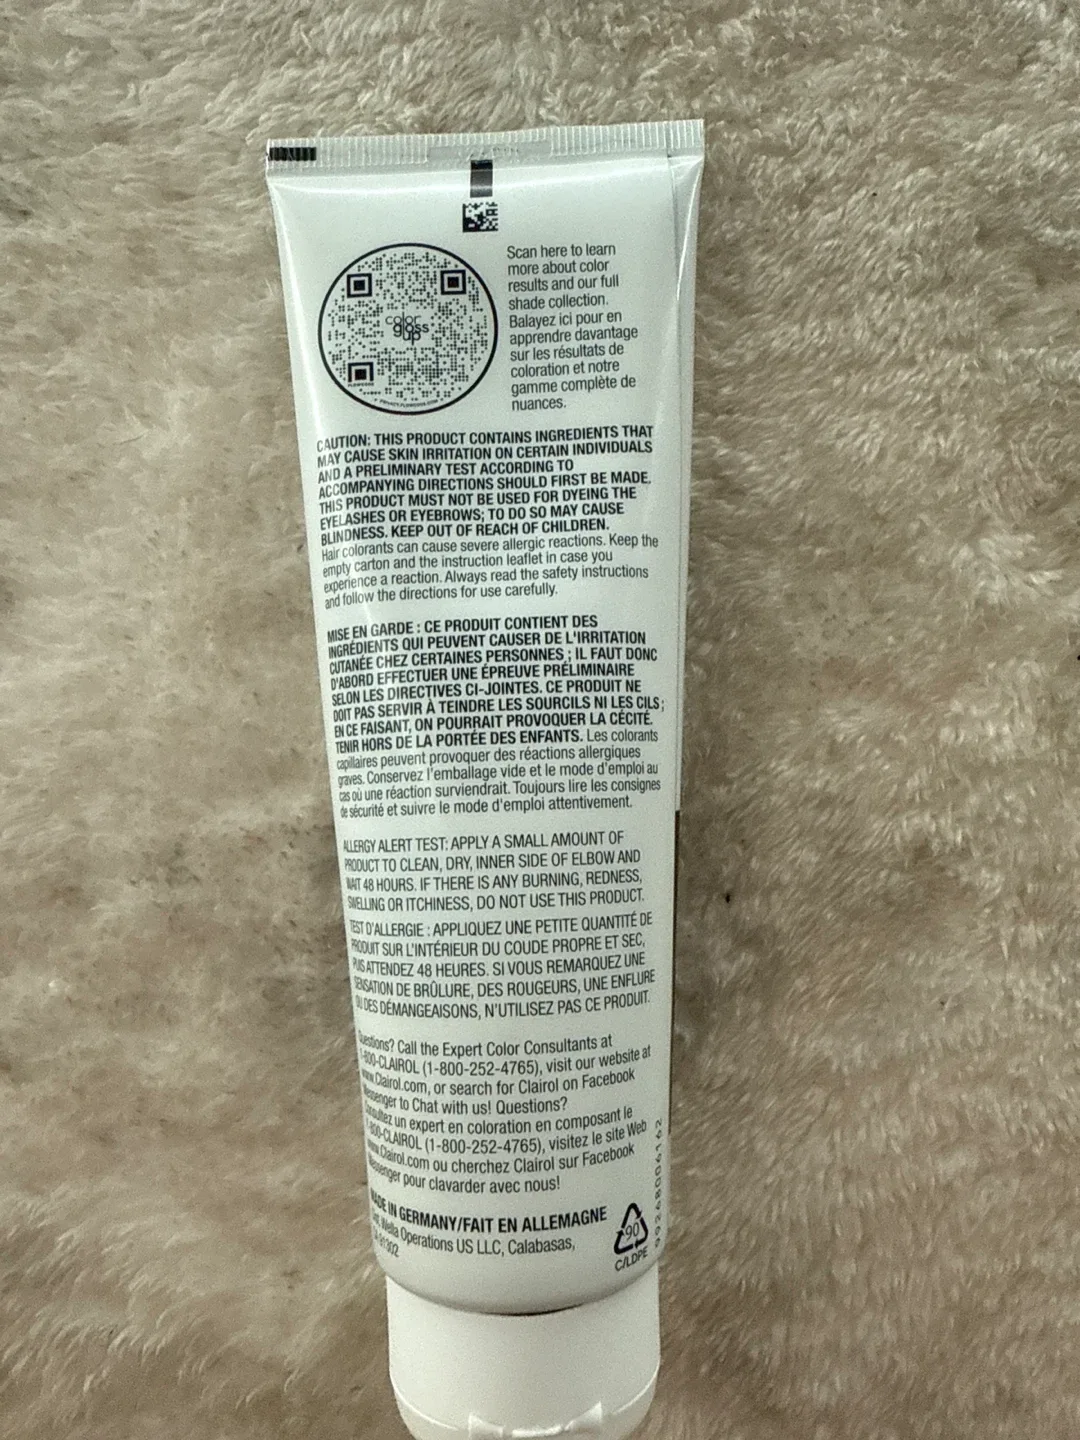 color
gloss
up
Scan here to learn
more about color
results and our full
shade collection.
Balayez ici pour en
apprendre davantage
sur les résultats de
coloration et notre
gamme complète de
nuances.
CAUTION: THIS PRODUCT CONTAINS INGREDIENTS THAT
MAY CAUSE SKIN IRRITATION ON CERTAIN INDIVIDUALS
AND A PRELIMINARY TEST ACCORDING TO
ACCOMPANYING DIRECTIONS SHOULD FIRST BE MADE.
THIS PRODUCT MUST NOT BE USED FOR DYEING THE
EYELASHES OR EYEBROWS; TO DO SO MAY CAUSE
BLINDNESS. KEEP OUT OF REACH OF CHILDREN.
Hair colorants can cause severe allergic reactions. Keep the
empty carton and the instruction leaflet in case you
experience a reaction. Always read the safety instructions
and follow the directions for use carefully.
MISE EN GARDE : CE PRODUIT CONTIENT DES
INGRÉDIENTS QUI PEUVENT CAUSER DE L'IRRITATION
CUTANÉE CHEZ CERTAINES PERSONNES ; IL FAUT DONC
D'ABORD EFFECTUER UNE ÉPREUVE PRÉLIMINAIRE
SELON LES DIRECTIVES CI-JOINTES. CE PRODUIT NE
DOIT PAS SERVIR À TEINDRE LES SOURCILS NI LES CILS;
EN CE FAISANT, ON POURRAIT PROVOQUER LA CÉCITÉ.
TENIR HORS DE LA PORTÉE DES ENFANTS. Les colorants
capillaires peuvent provoquer des réactions allergiques
graves. Conservez l'emballage vide et le mode d'emploi au
cas où une réaction surviendrait. Toujours lire les consignes
de sécurité et suivre le mode d'emploi attentivement.
ALLERGY ALERT TEST: APPLY A SMALL AMOUNT OF
PRODUCT TO CLEAN, DRY, INNER SIDE OF ELBOW AND
WAIT 48 HOURS. IF THERE IS ANY BURNING, REDNESS,
SWELLING OR ITCHINESS, DO NOT USE THIS PRODUCT.
TEST D'ALLERGIE : APPLIQUEZ UNE PETITE QUANTITÉ DE
PRODUIT SUR L'INTÉRIEUR DU COUDE PROPRE ET SEC,
PUIS ATTENDEZ 48 HEURES. SI VOUS REMARQUEZ UNE
SENSATION DE BRÛLURE, DES ROUGEURS, UNE ENFLURE
OU DES DÉMANGEAISONS, N'UTILISEZ PAS CE PRODUIT.
Questions? Call the Expert Color Consultants at
1-800-CLAIROL (1-800-252-4765), visit our website at
www.Clairol.com, or search for Clairol on Facebook
Messenger to Chat with us! Questions?
Consultez un expert en coloration en composant le
1-800-CLAIROL (1-800-252-4765), visitez le site Web
www.Clairol.com ou cherchez Clairol sur Facebook
Messenger pour clavarder avec nous!
MADE IN GERMANY/FAIT EN ALLEMAGNE
Wella Operations US LLC, Calabasas,
CA 91302
90
C/LDPE